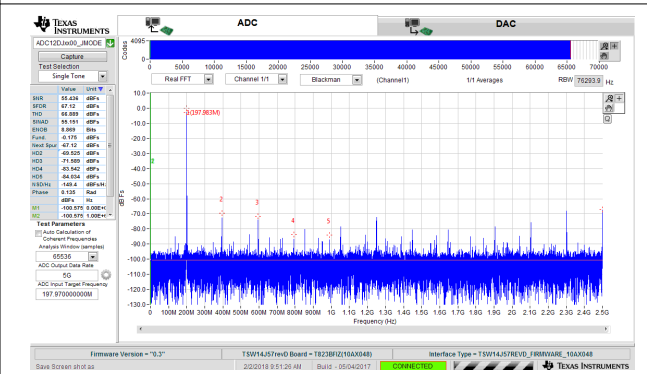 TEXAS INSTRUMENTS
ADC
DAC
ADC12DJxx00_JMODE
Capture
Test Selection
Single Tone
Value Unit
SNR 55.436 dBFs
SFDR 67.12 dBFs
THD 66.889 dBFs
SINAD 55.151 dBFs
ENOB 8.869 Bits
Fund. -0.175 dBFs
Next Spur -67.12 dBFs
HD2 -69.525 dBFs
HD3 -71.589 dBFs
HD4 -83.942 dBFs
HD5 -84.034 dBFs
NSD/Hz -149.4 dBFs/H:
Phase 0.135 Rad
dBFs Hz
M1 -100.575 0.00E+0
M2 -100.575 1.00E+0
Test Parameters
Auto Calculation of Coherent Frequencies
Analysis Window (samples)
65536
ADC Output Data Rate
5G
ADC Input Target Frequency
197.970000000M
Codes
4095
0
0 5000 10000 15000 20000 25000 30000 35000 40000 45000 50000 55000 60000 65000 70000
Real FFT Channel 1/1 Blackman (Channel1) 1/1 Averages RBW 76293.9 Hz
dBFs
10.0
0.0
-10.0
-20.0
-30.0
-40.0
-50.0
-60.0
-70.0
-80.0
-90.0
-100.0
-110.0
-120.0
-130.0
1(197.983M)
2
3
4
5
0 100M 200M 300M 400M 500M 600M 700M 800M 900M 1G 1.1G 1.2G 1.3G 1.4G 1.5G 1.6G 1.7G 1.8G 1.9G 2G 2.1G 2.2G 2.3G 2.4G 2.5G
Frequency (Hz)
Firmware Version = "0.3" TSW14J57revD Board = T823BFIZ(10AX048) Interface Type = TSW14J57REVD_FIRMWARE_10AX048
Save Screen shot as 2/2/2018 9:51:26 AM Build - 05/04/2017 CONNECTED TEXAS INSTRUMENTS